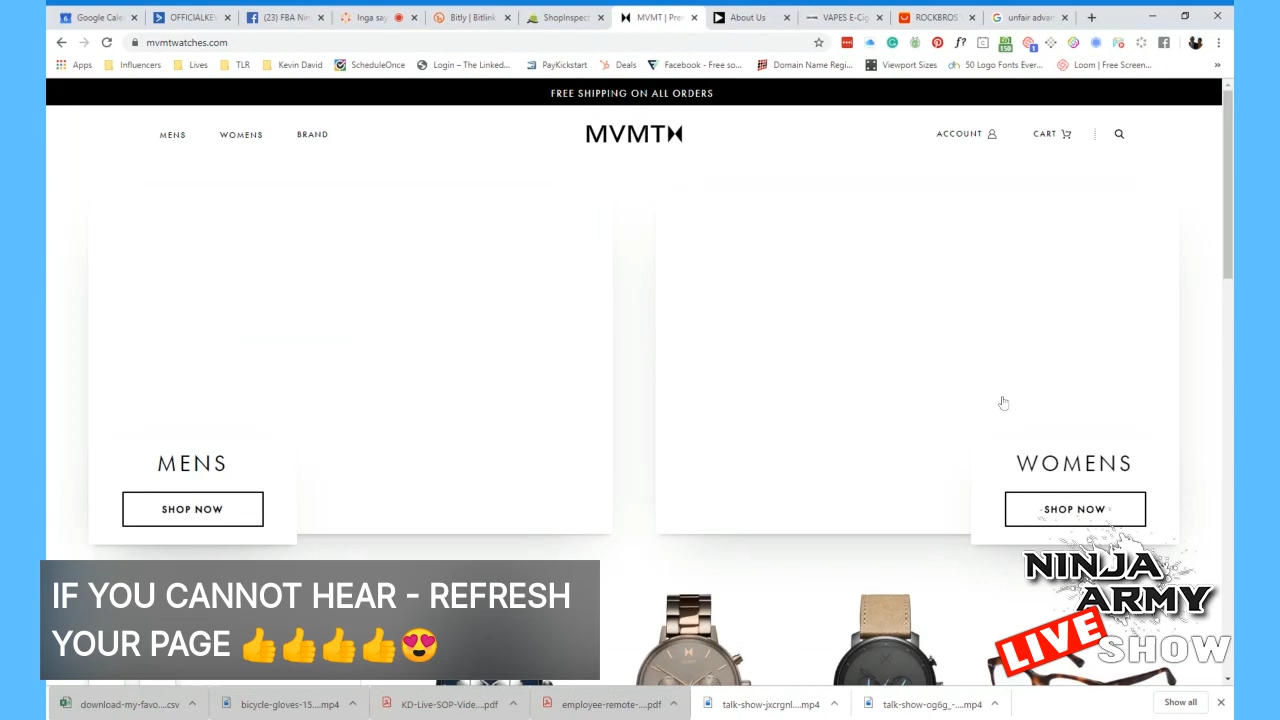 Google Cale
OFFICIALKEV
(23) FBA Nin
Inga say
Bitly | Bitlink
ShopInspect
MVMT | Pre
About Us
VAPES E-Cig
ROCKBROS
unfair advan
mvmtwatches.com
Apps
Influencers
Lives
TLR
Kevin David
ScheduleOnce
Login – The Linked...
PayKickstart
Deals
Facebook - Free so...
Domain Name Regi...
Viewport Sizes
50 Logo Fonts Ever...
Loom | Free Screen...
»
FREE SHIPPING ON ALL ORDERS
MENS WOMENS BRAND MVMT ACCOUNT CART
MENS
SHOP NOW
WOMENS
SHOP NOW
IF YOU CANNOT HEAR - REFRESH
YOUR PAGE 👍👍👍👍😍
NINJA
ARMY
LIVE SHOW
download-my-favo....csv
bicycle-gloves-15....mp4
KD-Live-SOP-Vide....pdf
employee-remote-....pdf
talk-show-jxcrgnl....mp4
talk-show-og6g_-....mp4
Show all